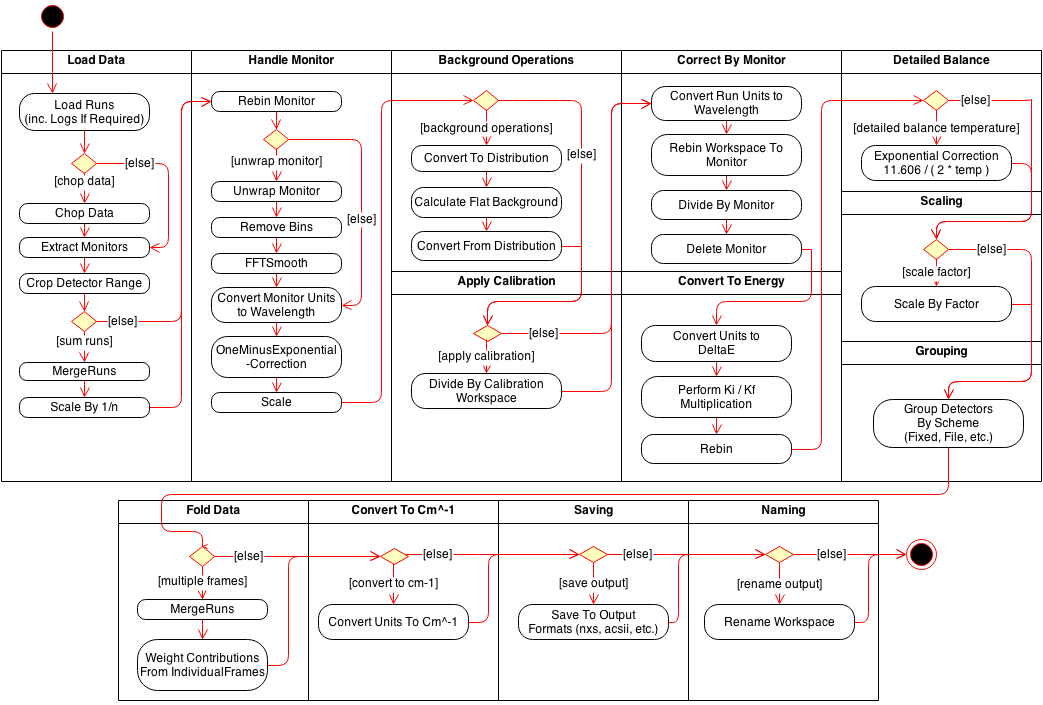 Load Data
Load Runs
(inc. Logs If Required)
[else]
[chop data]
Chop Data
Extract Monitors
Crop Detector Range
[else]
[sum runs]
MergeRuns
Scale By 1/n
Handle Monitor
Rebin Monitor
[unwrap monitor]
Unwrap Monitor
[else]
Remove Bins
FFTSmooth
Convert Monitor Units
to Wavelength
OneMinusExponential
-Correction
Scale
Background Operations
[background operations]
[else]
Convert To Distribution
Calculate Flat Background
Convert From Distribution
Apply Calibration
[else]
[apply calibration]
Divide By Calibration
Workspace
Correct By Monitor
Convert Run Units to
Wavelength
Rebin Workspace To
Monitor
Divide By Monitor
Delete Monitor
Convert To Energy
Convert Units to
DeltaE
Perform Ki / Kf
Multiplication
Rebin
Detailed Balance
[else]
[detailed balance temperature]
Exponential Correction
11.606 / ( 2 * temp )
Scaling
[else]
[scale factor]
Scale By Factor
Grouping
Group Detectors
By Scheme
(Fixed, File, etc.)
Fold Data
[else]
[multiple frames]
MergeRuns
Weight Contributions
From IndividualFrames
Convert To Cm^-1
[else]
[convert to cm-1]
Convert Units To Cm^-1
Saving
[else]
[save output]
Save To Output
Formats (nxs, acsii, etc.)
Naming
[else]
[rename output]
Rename Workspace